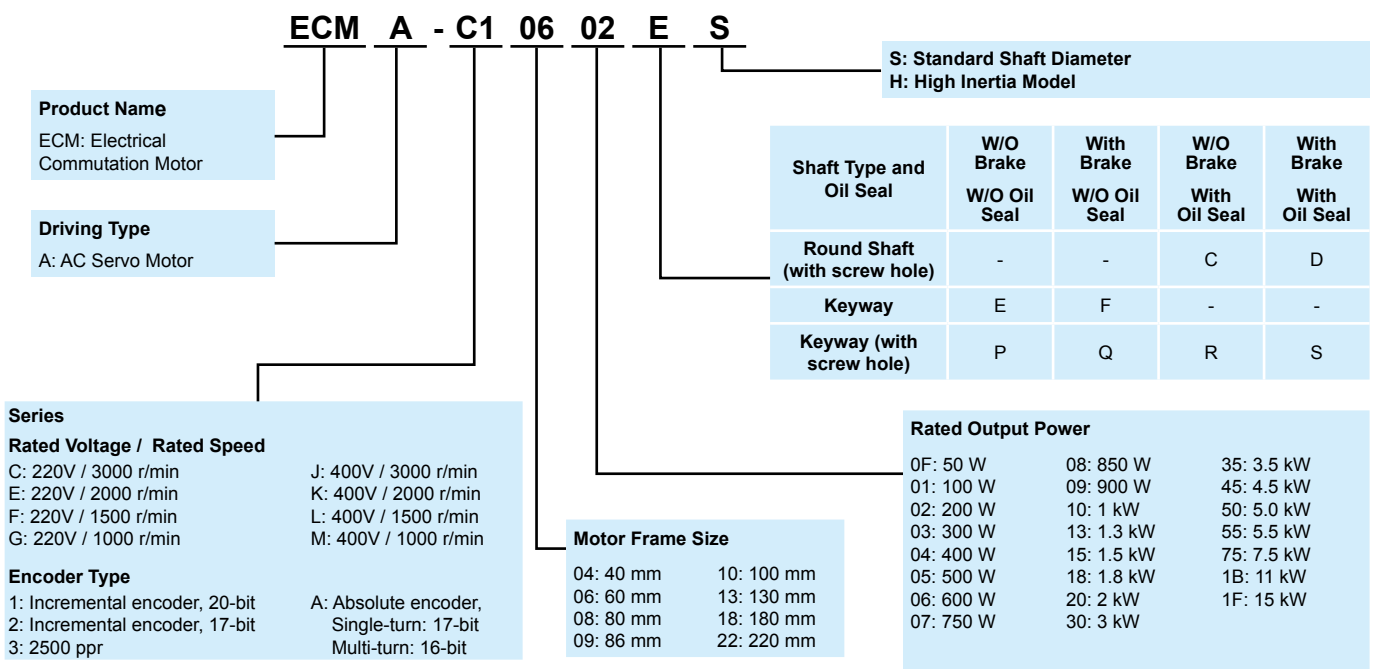 ECM A - C1 06 02 E S
S: Standard Shaft Diameter
H: High Inertia Model
Product Name
ECM: Electrical
Commutation Motor
Driving Type
A: AC Servo Motor
Shaft Type and
Oil Seal
W/O
Brake
W/O Oil
Seal
With
Brake
W/O Oil
Seal
W/O
Brake
With
Oil Seal
With
Brake
With
Oil Seal
Round Shaft
(with screw hole)
- - C D
Keyway E F - -
Keyway (with
screw hole)
P Q R S
Series
Rated Voltage / Rated Speed
C: 220V / 3000 r/min J: 400V / 3000 r/min
E: 220V / 2000 r/min K: 400V / 2000 r/min
F: 220V / 1500 r/min L: 400V / 1500 r/min
G: 220V / 1000 r/min M: 400V / 1000 r/min
Encoder Type
1: Incremental encoder, 20-bit A: Absolute encoder,
2: Incremental encoder, 17-bit Single-turn: 17-bit
3: 2500 ppr Multi-turn: 16-bit
Motor Frame Size
04: 40 mm 10: 100 mm
06: 60 mm 13: 130 mm
08: 80 mm 18: 180 mm
09: 86 mm 22: 220 mm
Rated Output Power
0F: 50 W 08: 850 W 35: 3.5 kW
01: 100 W 09: 900 W 45: 4.5 kW
02: 200 W 10: 1 kW 50: 5.0 kW
03: 300 W 13: 1.3 kW 55: 5.5 kW
04: 400 W 15: 1.5 kW 75: 7.5 kW
05: 500 W 18: 1.8 kW 1B: 11 kW
06: 600 W 20: 2 kW 1F: 15 kW
07: 750 W 30: 3 kW